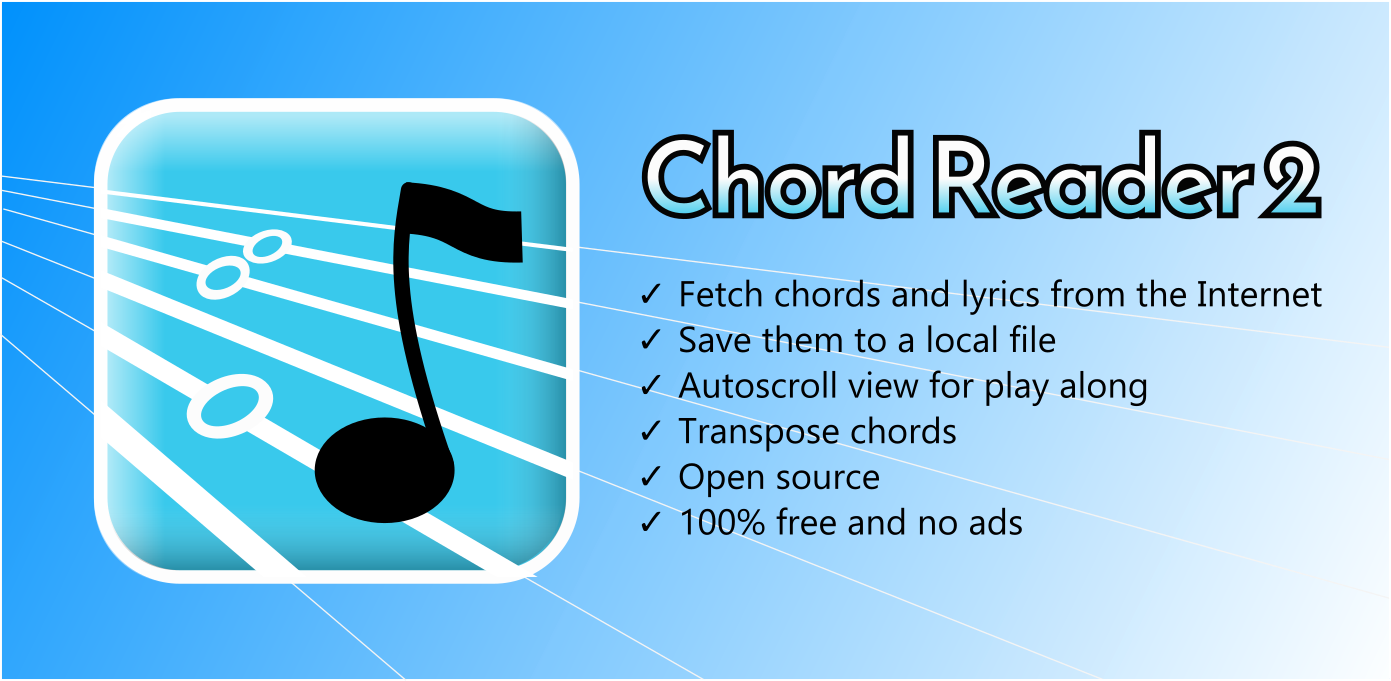 Chord Reader 2
✓ Fetch chords and lyrics from the Internet
✓ Save them to a local file
✓ Autoscroll view for play along
✓ Transpose chords
✓ Open source
✓ 100% free and no ads